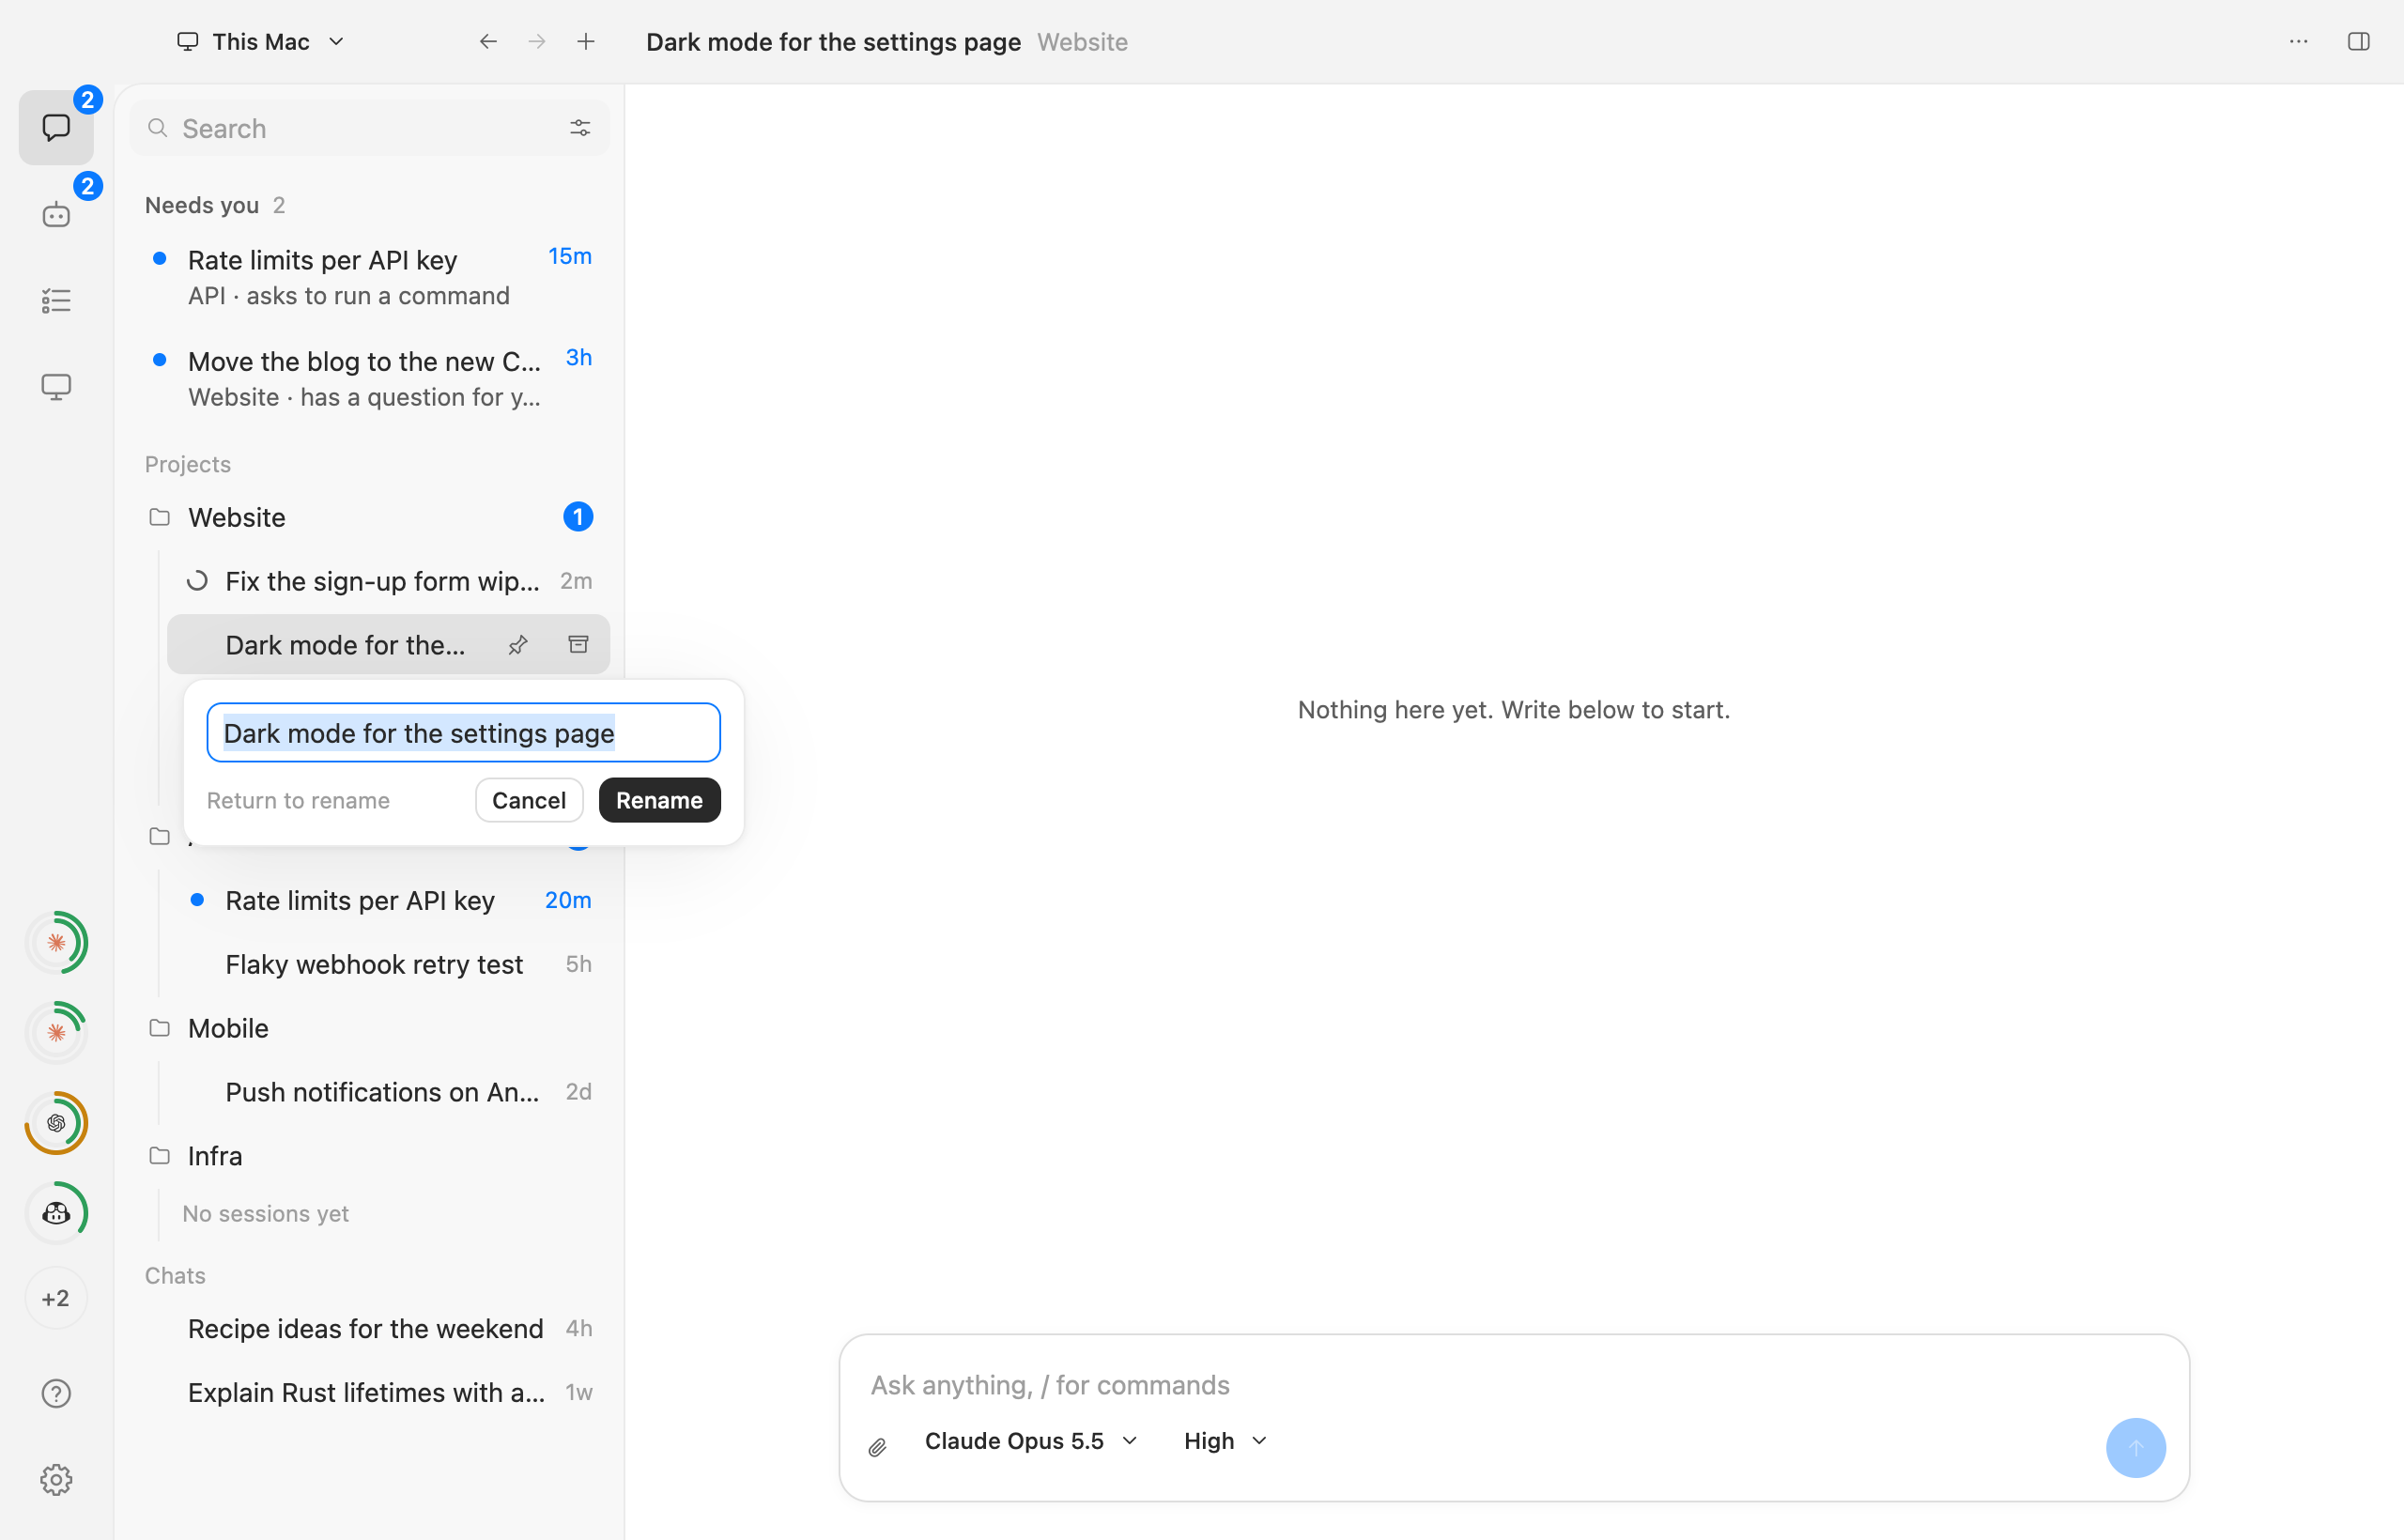 This Mac
Dark mode for the settings page Website
2
2
Search
Needs you 2
Rate limits per API key 15m
API · asks to run a command
Move the blog to the new C... 3h
Website · has a question for y...
Projects
Website 1
Fix the sign-up form wip... 2m
Dark mode for the...
Dark mode for the settings page
Return to rename Cancel Rename
Rate limits per API key 20m
Flaky webhook retry test 5h
Mobile
Push notifications on An... 2d
Infra
No sessions yet
Chats
Recipe ideas for the weekend 4h
Explain Rust lifetimes with a... 1w
+2
Nothing here yet. Write below to start.
Ask anything, / for commands
Claude Opus 5.5 High